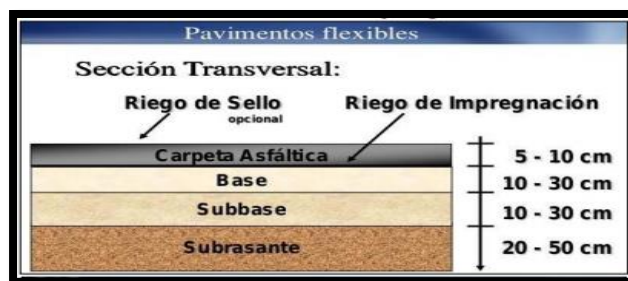 Pavimentos flexibles
Sección Transversal:
Riego de Sello
opcional
Riego de Impregnación
Carpeta Asfáltica
5 - 10 cm
Base
10 - 30 cm
Subbase
10 - 30 cm
Subrasante
20 - 50 cm